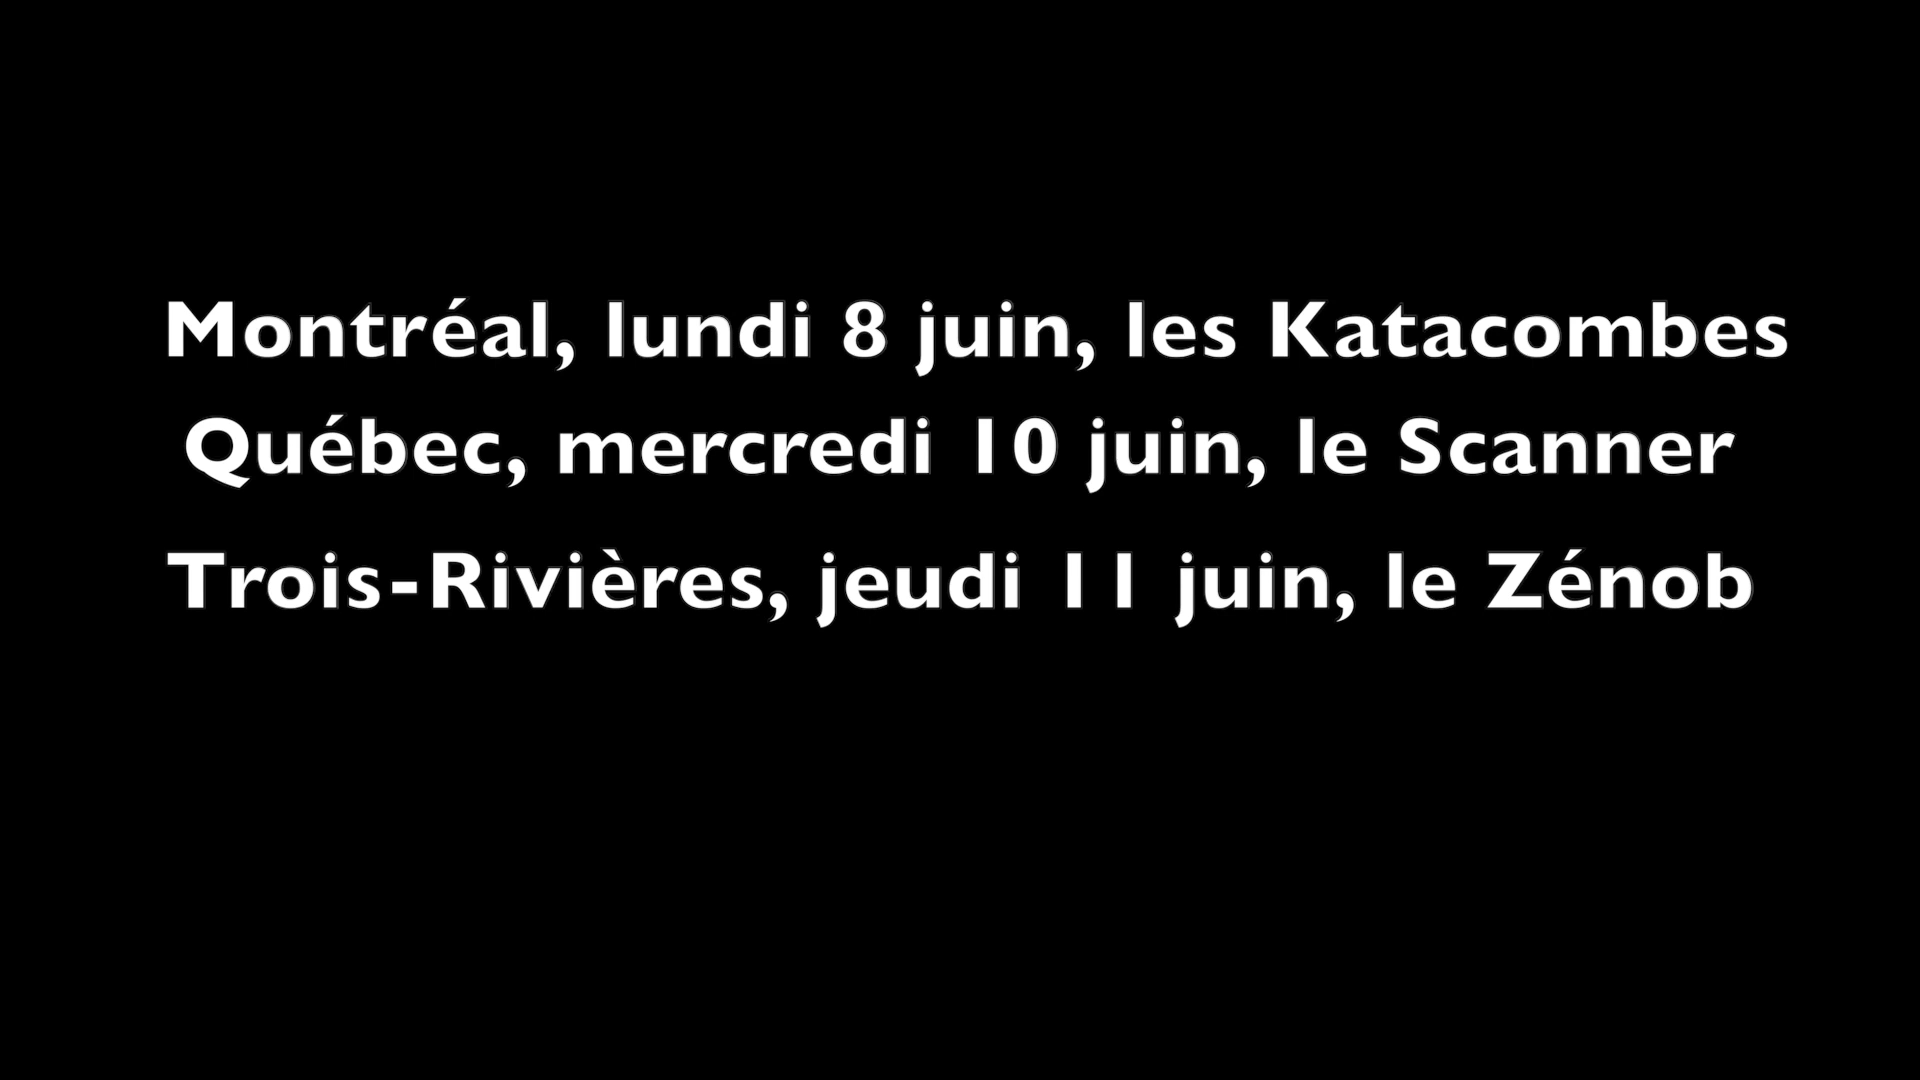 Montréal, lundi 8 juin, les Katacombes
Québec, mercredi 10 juin, le Scanner
Trois-Rivières, jeudi 11 juin, le Zénob